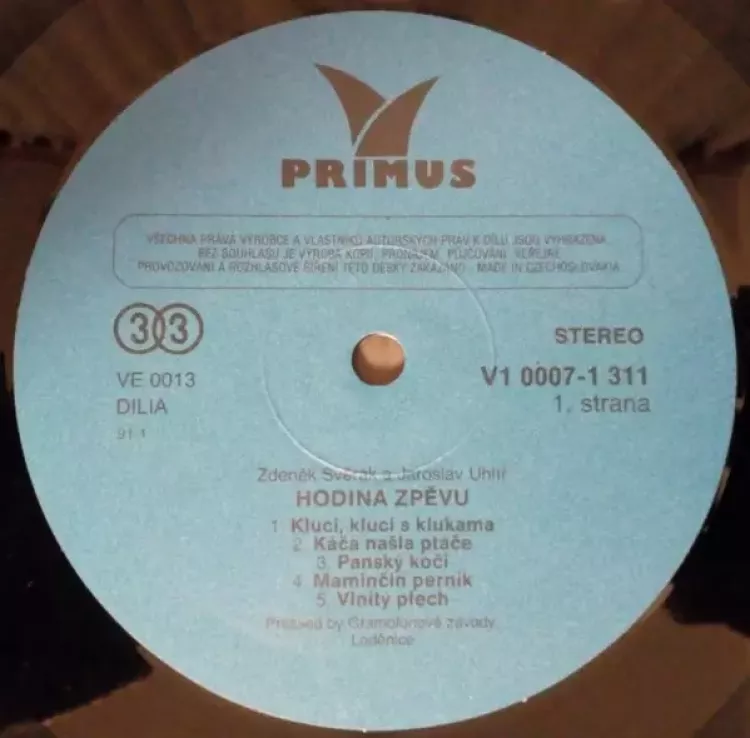 PRIMUS
VŠECHNA PRÁVA VÝROBCE A VLASTNÍKŮ AUTORSKÝCH PRÁV K DÍLU JSOU VYHRAZENA.
BEZ SOUHLASU JE VÝROBA KOPIÍ, PRONÁJEM, PŮJČOVÁNÍ, VEŘEJNÉ
PROVOZOVÁNÍ A ROZHLASOVÉ ŠÍŘENÍ TÉTO DESKY ZAKÁZÁNO. MADE IN CZECHOSLOVAKIA
33
STEREO
VE 0013
V1 0007-1 311
DILIA
1. strana
91 1
Zdeněk Svěrák a Jaroslav Uhlíř
HODINA ZPĚVU
1. Kluci, kluci s klukama
2. Káča našla ptáče
3. Panský kočí
4. Maminčin perník
5. Vlnitý plech
Pressed by Gramofonové závody
Loděnice